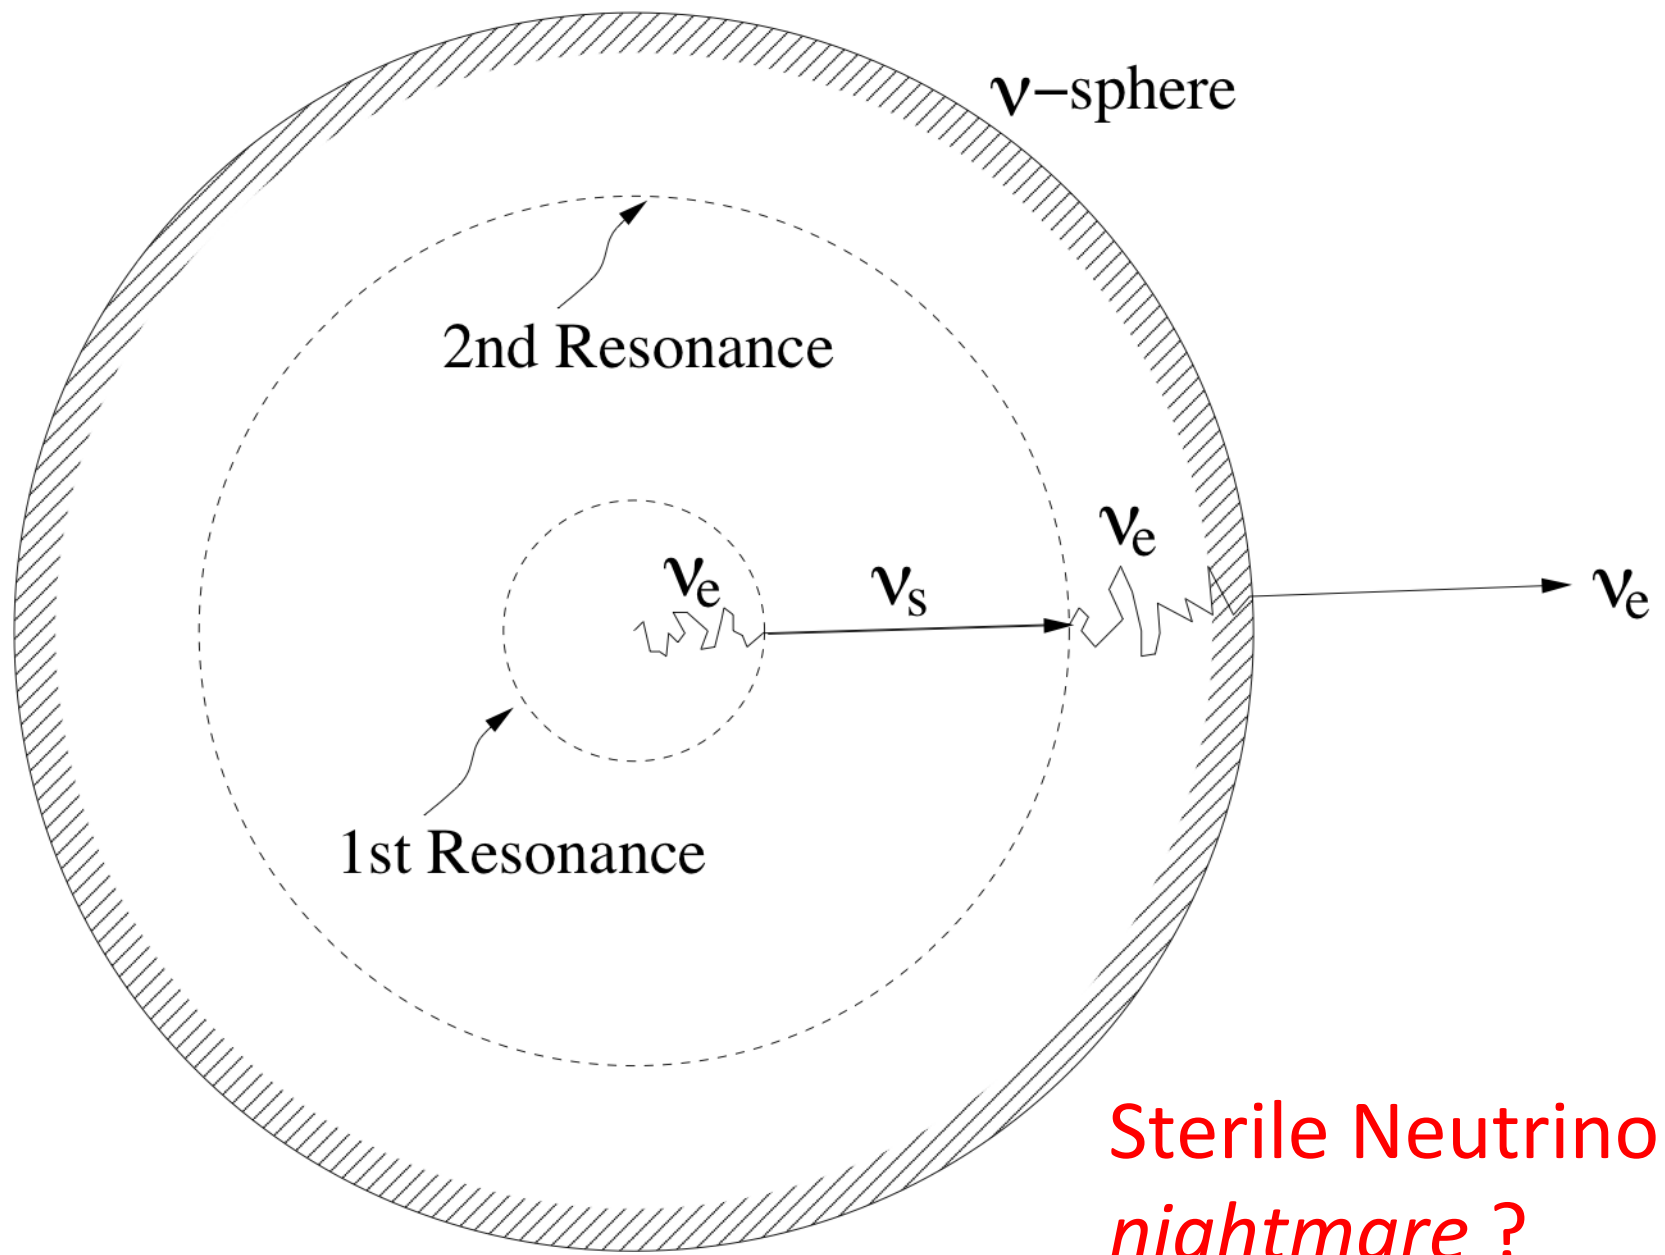 ν−sphere
2nd Resonance
νe
νe
νs
νe
1st Resonance
Sterile Neutrino
nightmare ?